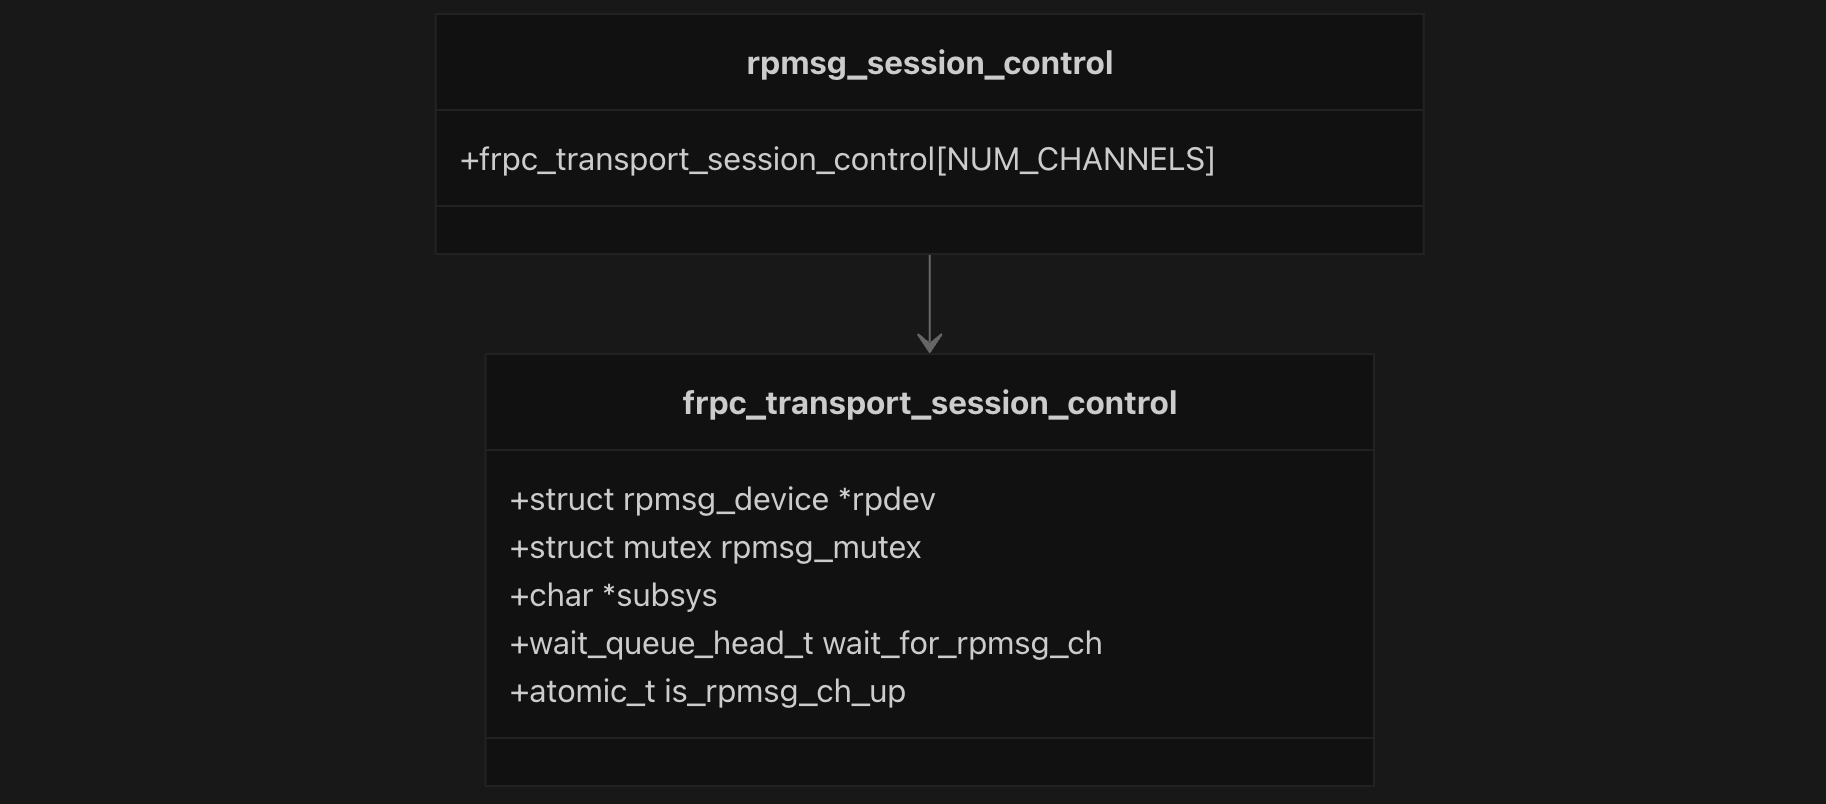 rpmsg_session_control
+frpc_transport_session_control[NUM_CHANNELS]
frpc_transport_session_control
+struct rpmsg_device *rpdev
+struct mutex rpmsg_mutex
+char *subsys
+wait_queue_head_t wait_for_rpmsg_ch
+atomic_t is_rpmsg_ch_up